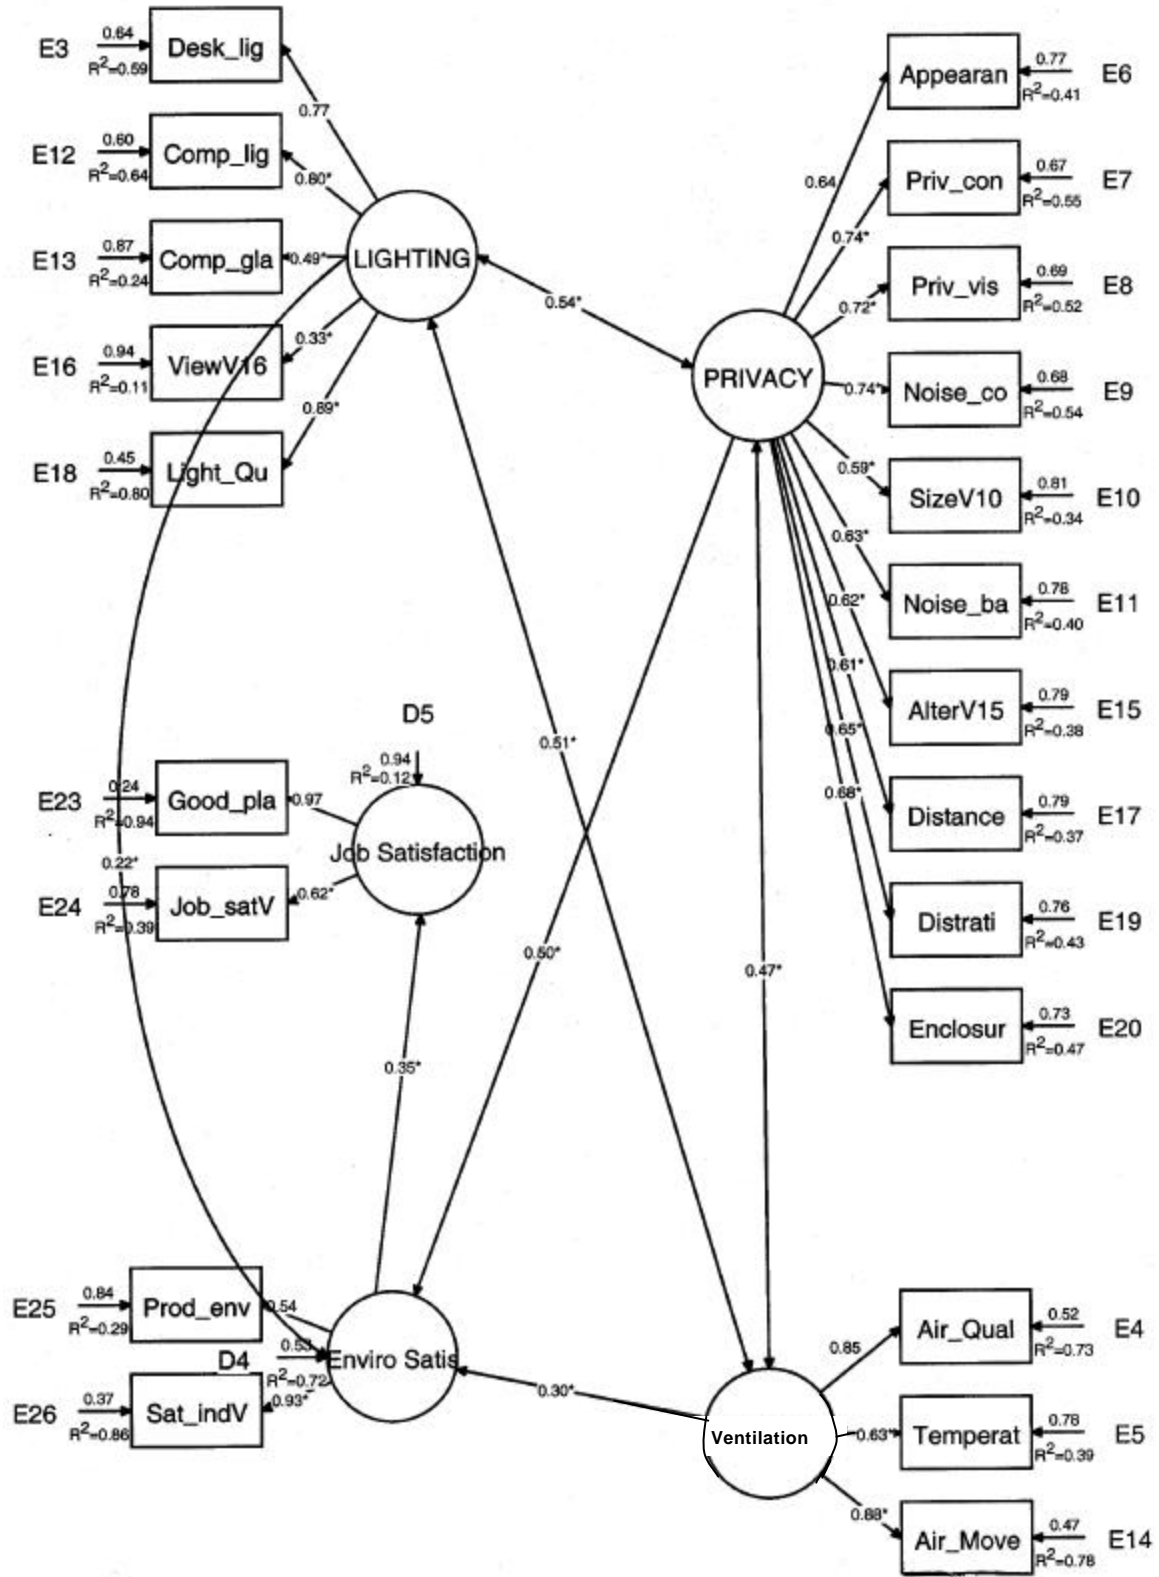 E3 0.64 R²=0.59 Desk_lig
0.77
E12 0.60 R²=0.64 Comp_lig
0.80*
E13 0.87 R²=0.24 Comp_gla
0.49*
LIGHTING
E16 0.94 R²=0.11 ViewV16
0.33*
E18 0.45 R²=0.80 Light_Qu
0.89*
0.54*
PRIVACY
Appearan 0.77 R²=0.41 E6
0.64
Priv_con 0.67 R²=0.55 E7
0.74*
Priv_vis 0.69 R²=0.52 E8
0.72*
Noise_co 0.68 R²=0.54 E9
0.74*
SizeV10 0.81 R²=0.34 E10
0.59*
Noise_ba 0.78 R²=0.40 E11
0.63*
AlterV15 0.79 R²=0.38 E15
0.62*
Distance 0.79 R²=0.37 E17
0.61*
Distrati 0.76 R²=0.43 E19
0.65*
Enclosur 0.73 R²=0.47 E20
0.68*
D5
0.94
R²=0.12
0.51*
E23 0.24 R²=0.94 Good_pla
0.97
Job Satisfaction
0.22*
E24 0.78 R²=0.39 Job_satV
0.62*
0.50*
0.47*
0.35*
E25 0.84 R²=0.29 Prod_env
0.54
D4 0.53 R²=0.72
Enviro Satis
E26 0.37 R²=0.86 Sat_indV
0.93*
0.30*
Ventilation
Air_Qual 0.52 R²=0.73 E4
0.85
Temperat 0.78 R²=0.39 E5
0.63*
Air_Move 0.47 R²=0.78 E14
0.88*